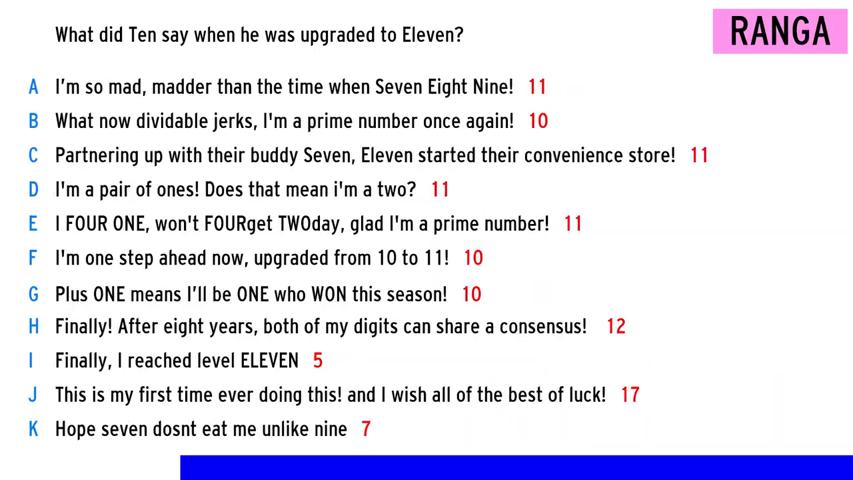 What did Ten say when he was upgraded to Eleven?
RANGA
A I'm so mad, madder than the time when Seven Eight Nine! 11
B What now dividable jerks, I'm a prime number once again! 10
C Partnering up with their buddy Seven, Eleven started their convenience store! 11
D I'm a pair of ones! Does that mean i'm a two? 11
E I FOUR ONE, won't FOURget TWOday, glad I'm a prime number! 11
F I'm one step ahead now, upgraded from 10 to 11! 10
G Plus ONE means I'll be ONE who WON this season! 10
H Finally! After eight years, both of my digits can share a consensus! 12
I Finally, I reached level ELEVEN 5
J This is my first time ever doing this! and I wish all of the best of luck! 17
K Hope seven dosnt eat me unlike nine 7